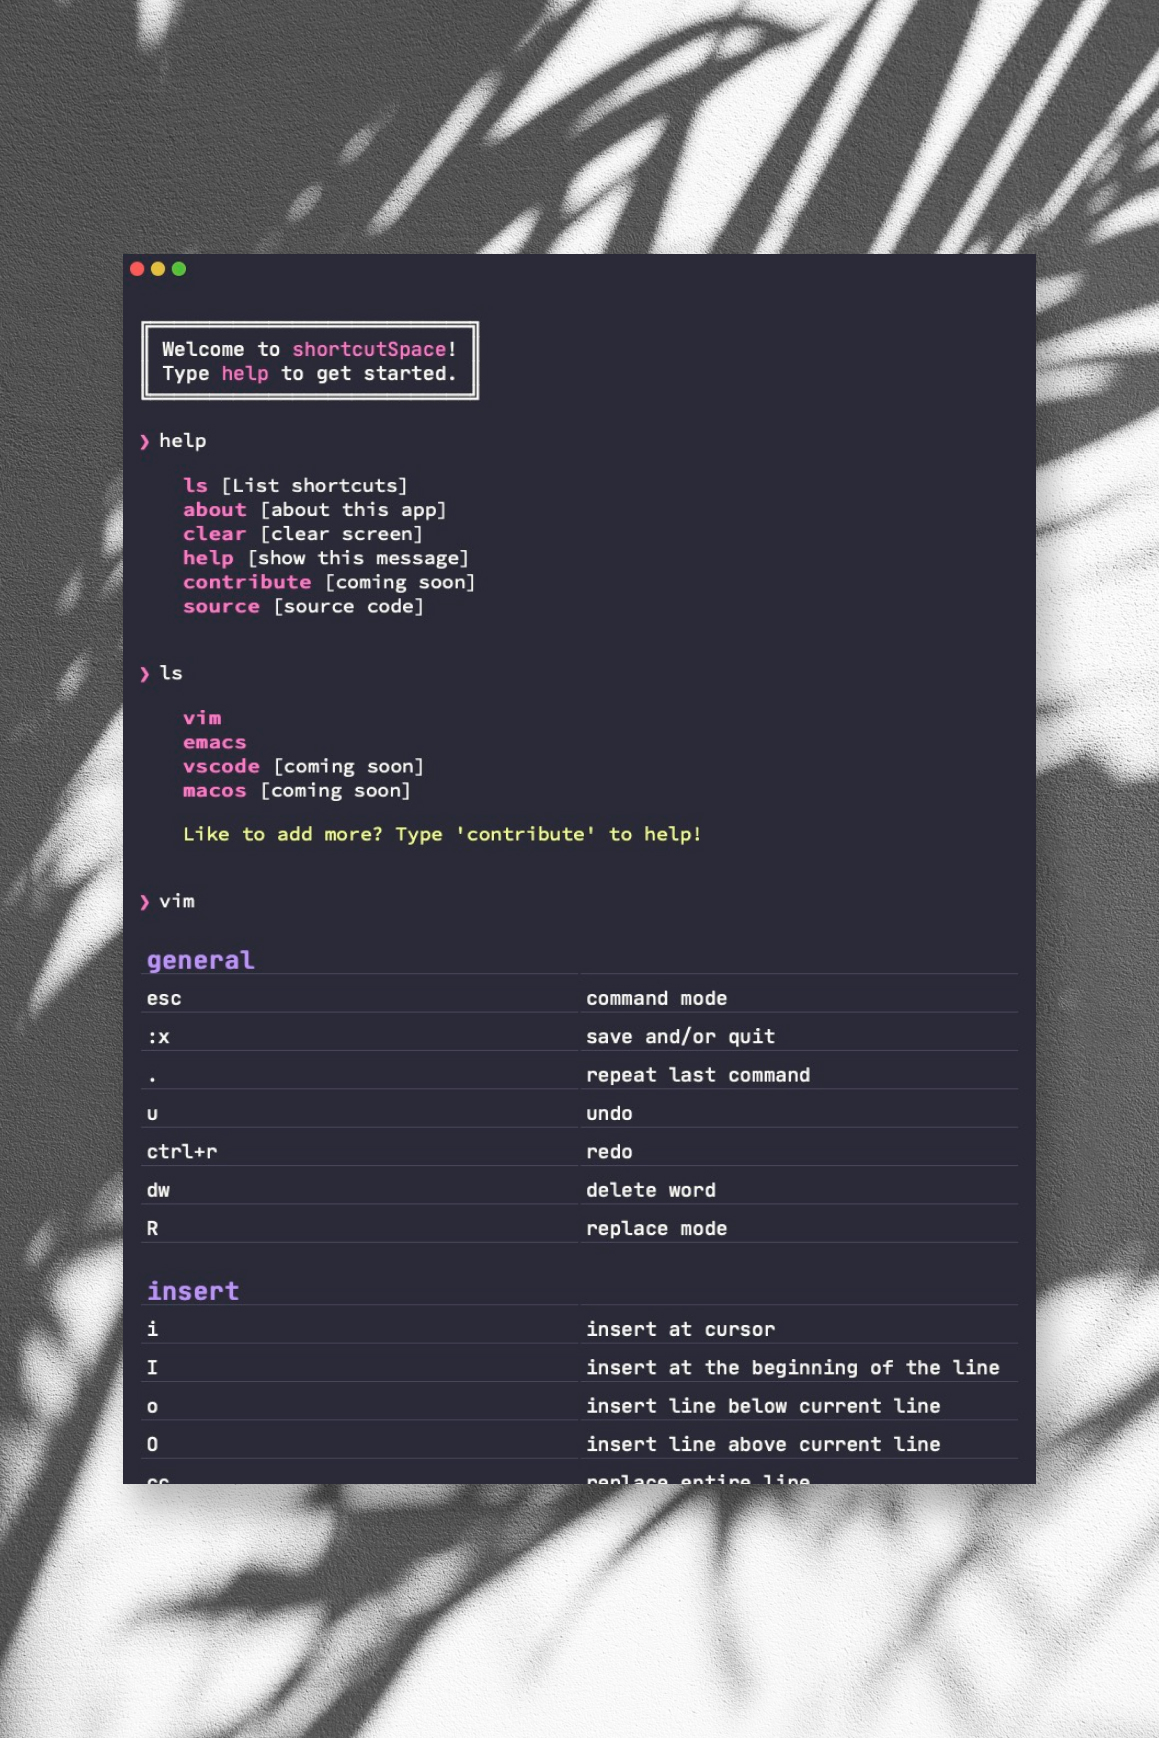 Welcome to shortcutSpace!
Type help to get started.
❯ help
ls [List shortcuts]
about [about this app]
clear [clear screen]
help [show this message]
contribute [coming soon]
source [source code]
❯ ls
vim
emacs
vscode [coming soon]
macos [coming soon]
Like to add more? Type 'contribute' to help!
❯ vim
general
esc command mode
:x save and/or quit
. repeat last command
u undo
ctrl+r redo
dw delete word
R replace mode
insert
i insert at cursor
I insert at the beginning of the line
o insert line below current line
O insert line above current line
cc replace entire line